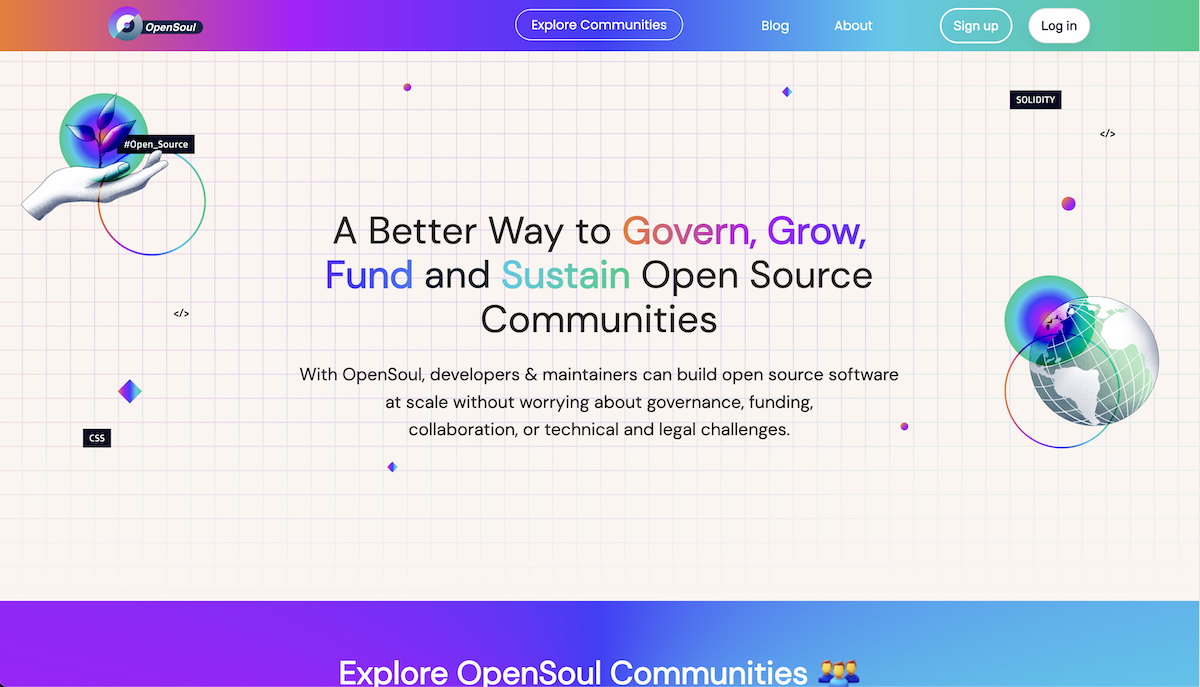 OpenSoul
Explore Communities
Blog
About
Sign up
Log in
SOLIDITY
</>
#Open_Source
A Better Way to Govern, Grow,
Fund and Sustain Open Source
Communities
</>
With OpenSoul, developers & maintainers can build open source software
at scale without worrying about governance, funding,
collaboration, or technical and legal challenges.
CSS
Explore OpenSoul Communities 👥